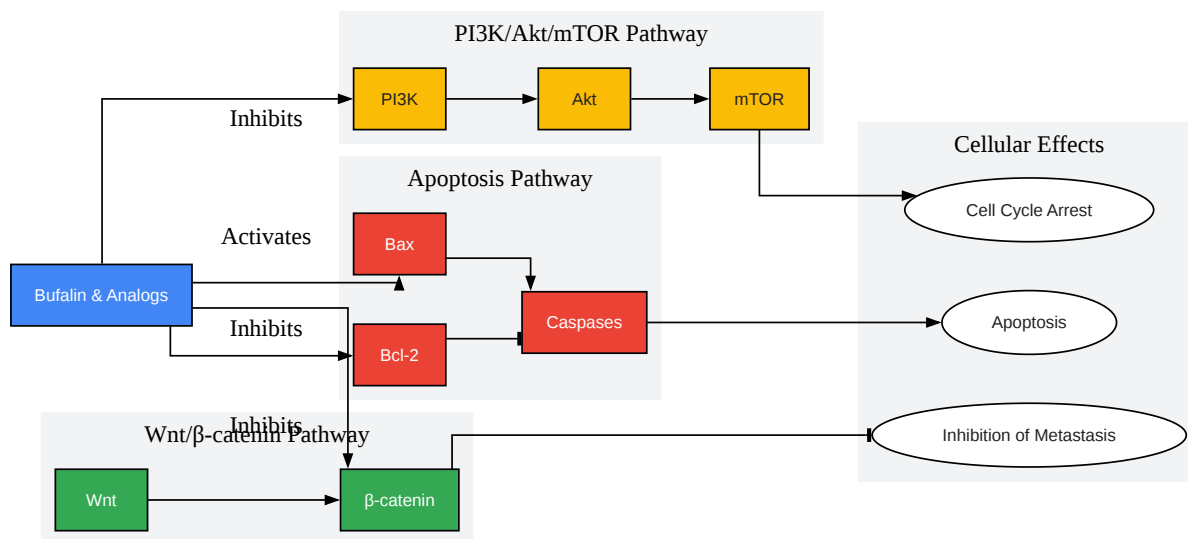 PI3K/Akt/mTOR Pathway
PI3K
Akt
mTOR
Inhibits
Cellular Effects
Apoptosis Pathway
Cell Cycle Arrest
Activates
Bax
Bufalin & Analogs
Caspases
Apoptosis
Inhibits
Bcl-2
Inhibits
Wnt/β-catenin Pathway
Inhibition of Metastasis
Wnt
β-catenin